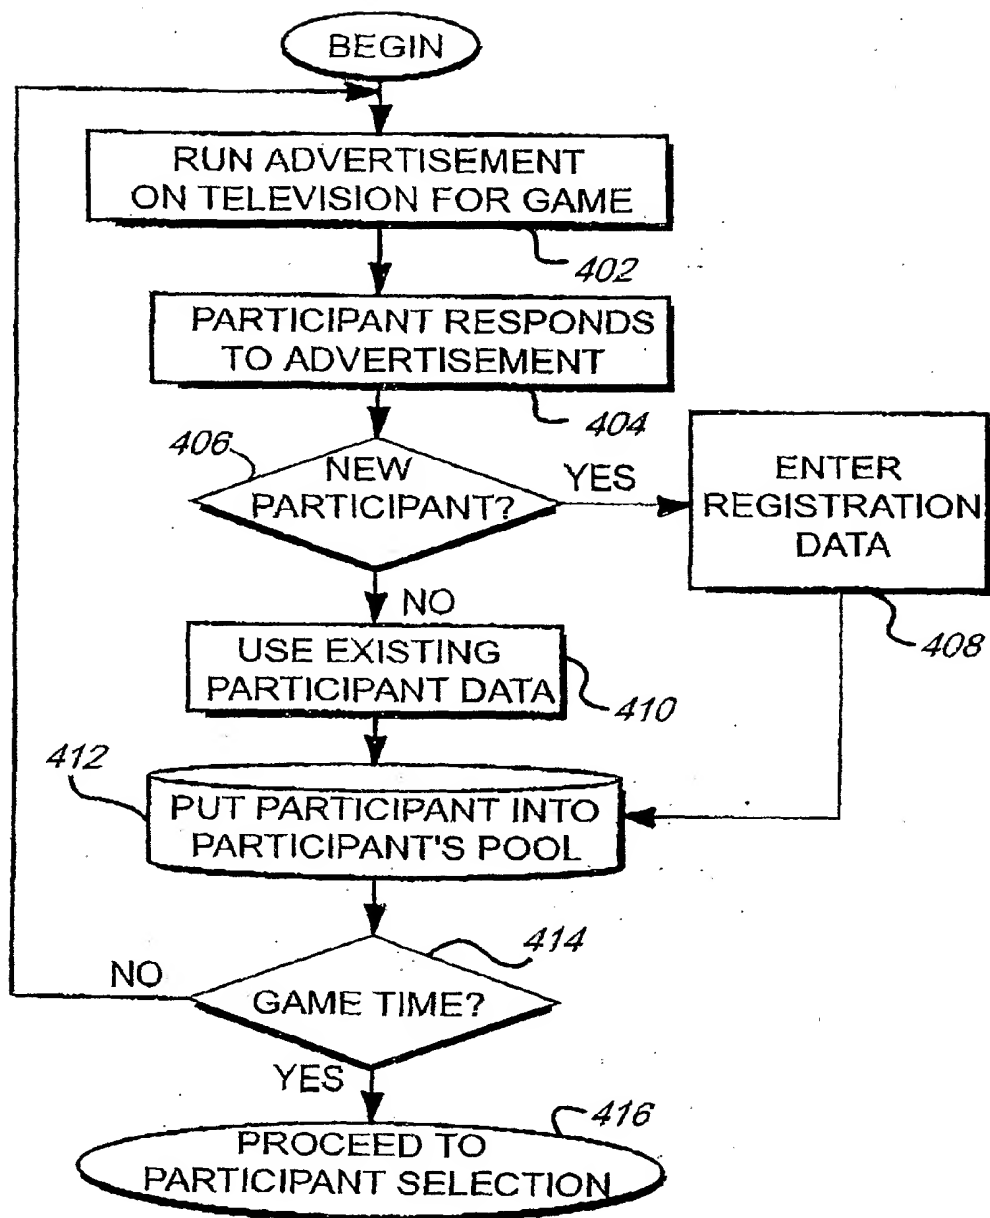 BEGIN
RUN ADVERTISEMENT
ON TELEVISION FOR GAME
402
PARTICIPANT RESPONDS
TO ADVERTISEMENT
404
406
NEW
PARTICIPANT?
YES
ENTER
REGISTRATION
DATA
408
NO
USE EXISTING
PARTICIPANT DATA
410
412
PUT PARTICIPANT INTO
PARTICIPANT'S POOL
414
NO
GAME TIME?
YES
416
PROCEED TO
PARTICIPANT SELECTION